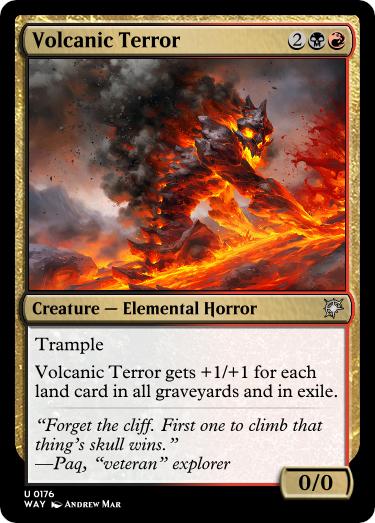 Volcanic Terror 2
Creature — Elemental Horror
Trample
Volcanic Terror gets +1/+1 for each
land card in all graveyards and in exile.
“Forget the cliff. First one to climb that
thing’s skull wins.”
—Paq, “veteran” explorer
0/0
U 0176
WAY Andrew Mar